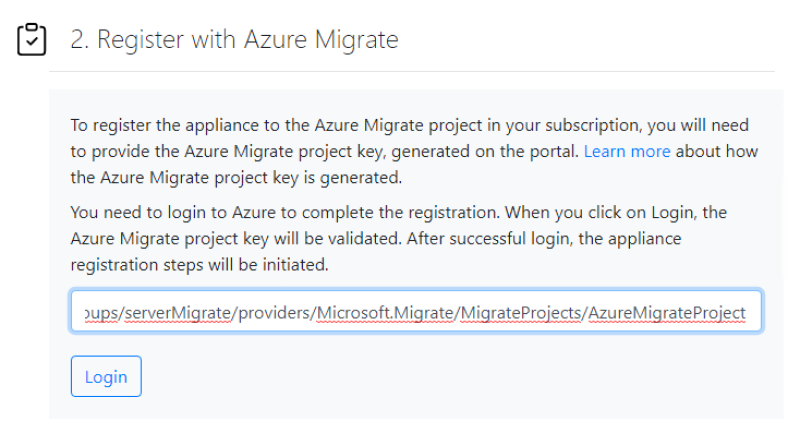 2. Register with Azure Migrate
To register the appliance to the Azure Migrate project in your subscription, you will need
to provide the Azure Migrate project key, generated on the portal. Learn more about how
the Azure Migrate project key is generated.
You need to login to Azure to complete the registration. When you click on Login, the
Azure Migrate project key will be validated. After successful login, the appliance
registration steps will be initiated.
oups/serverMigrate/providers/Microsoft.Migrate/MigrateProjects/AzureMigrateProject
Login